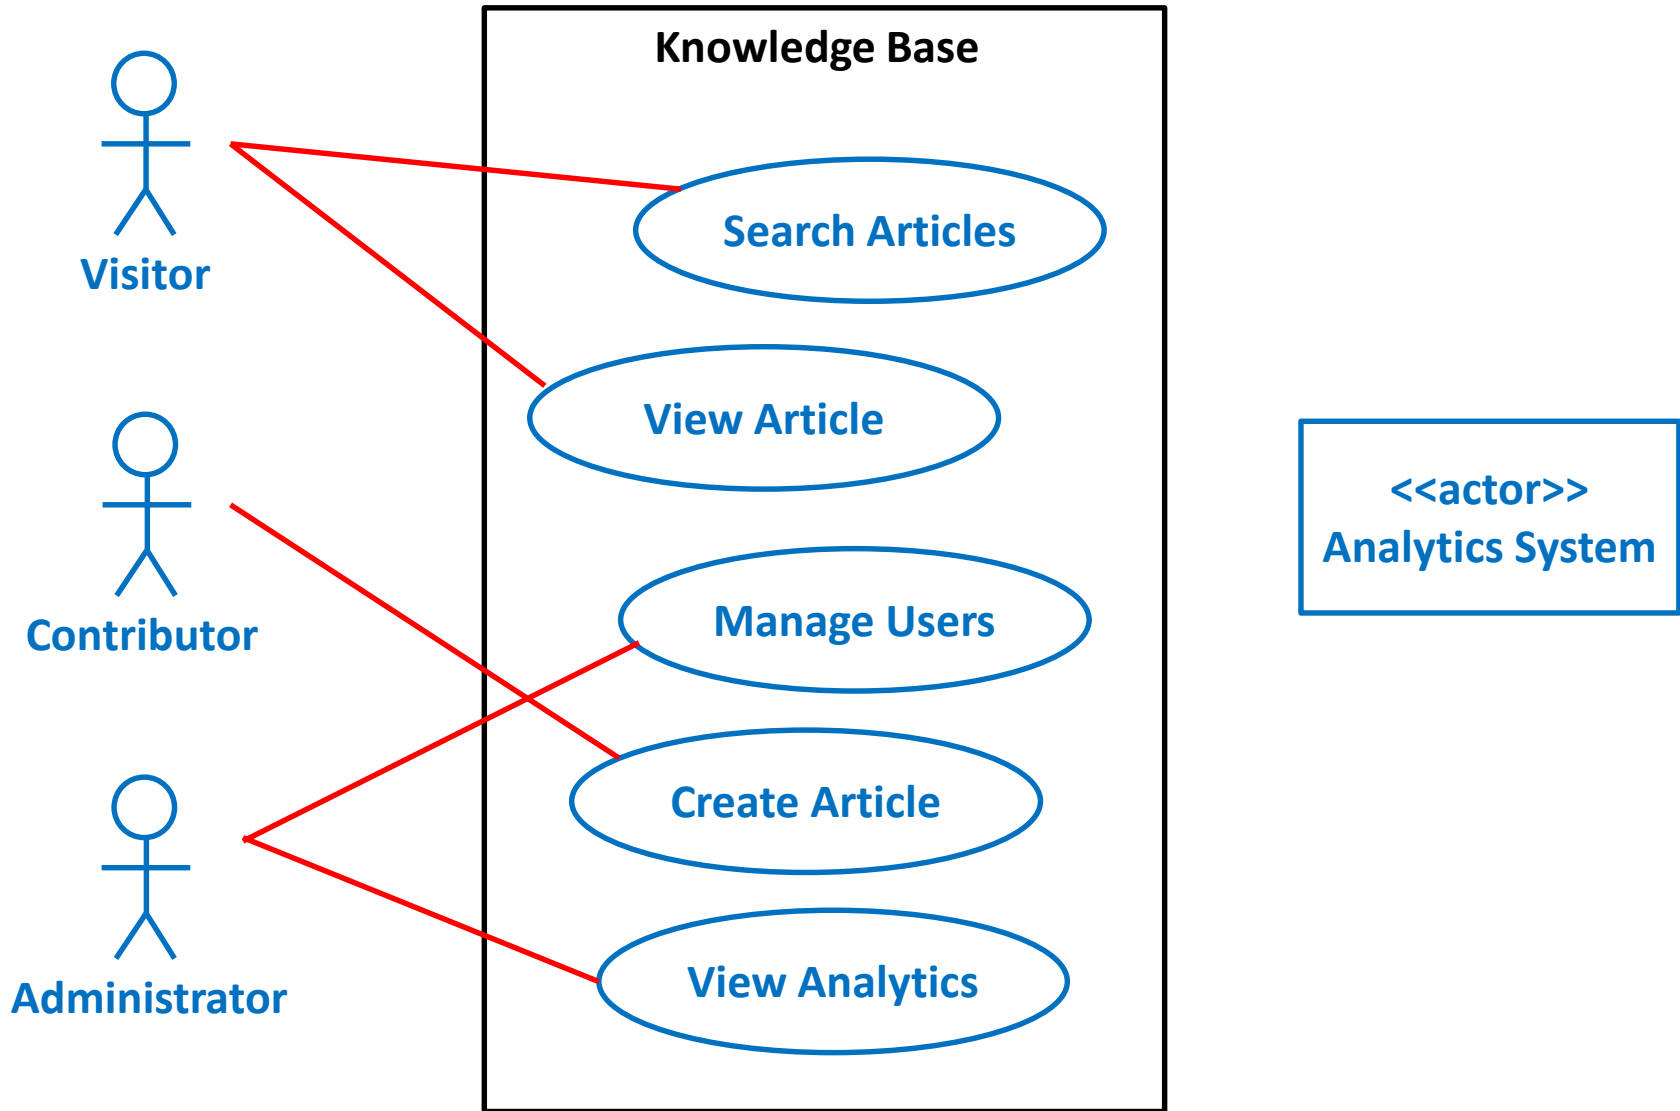 Knowledge Base
Visitor
Search Articles
View Article
Contributor
<<actor>>
Analytics System
Manage Users
Create Article
Administrator
View Analytics